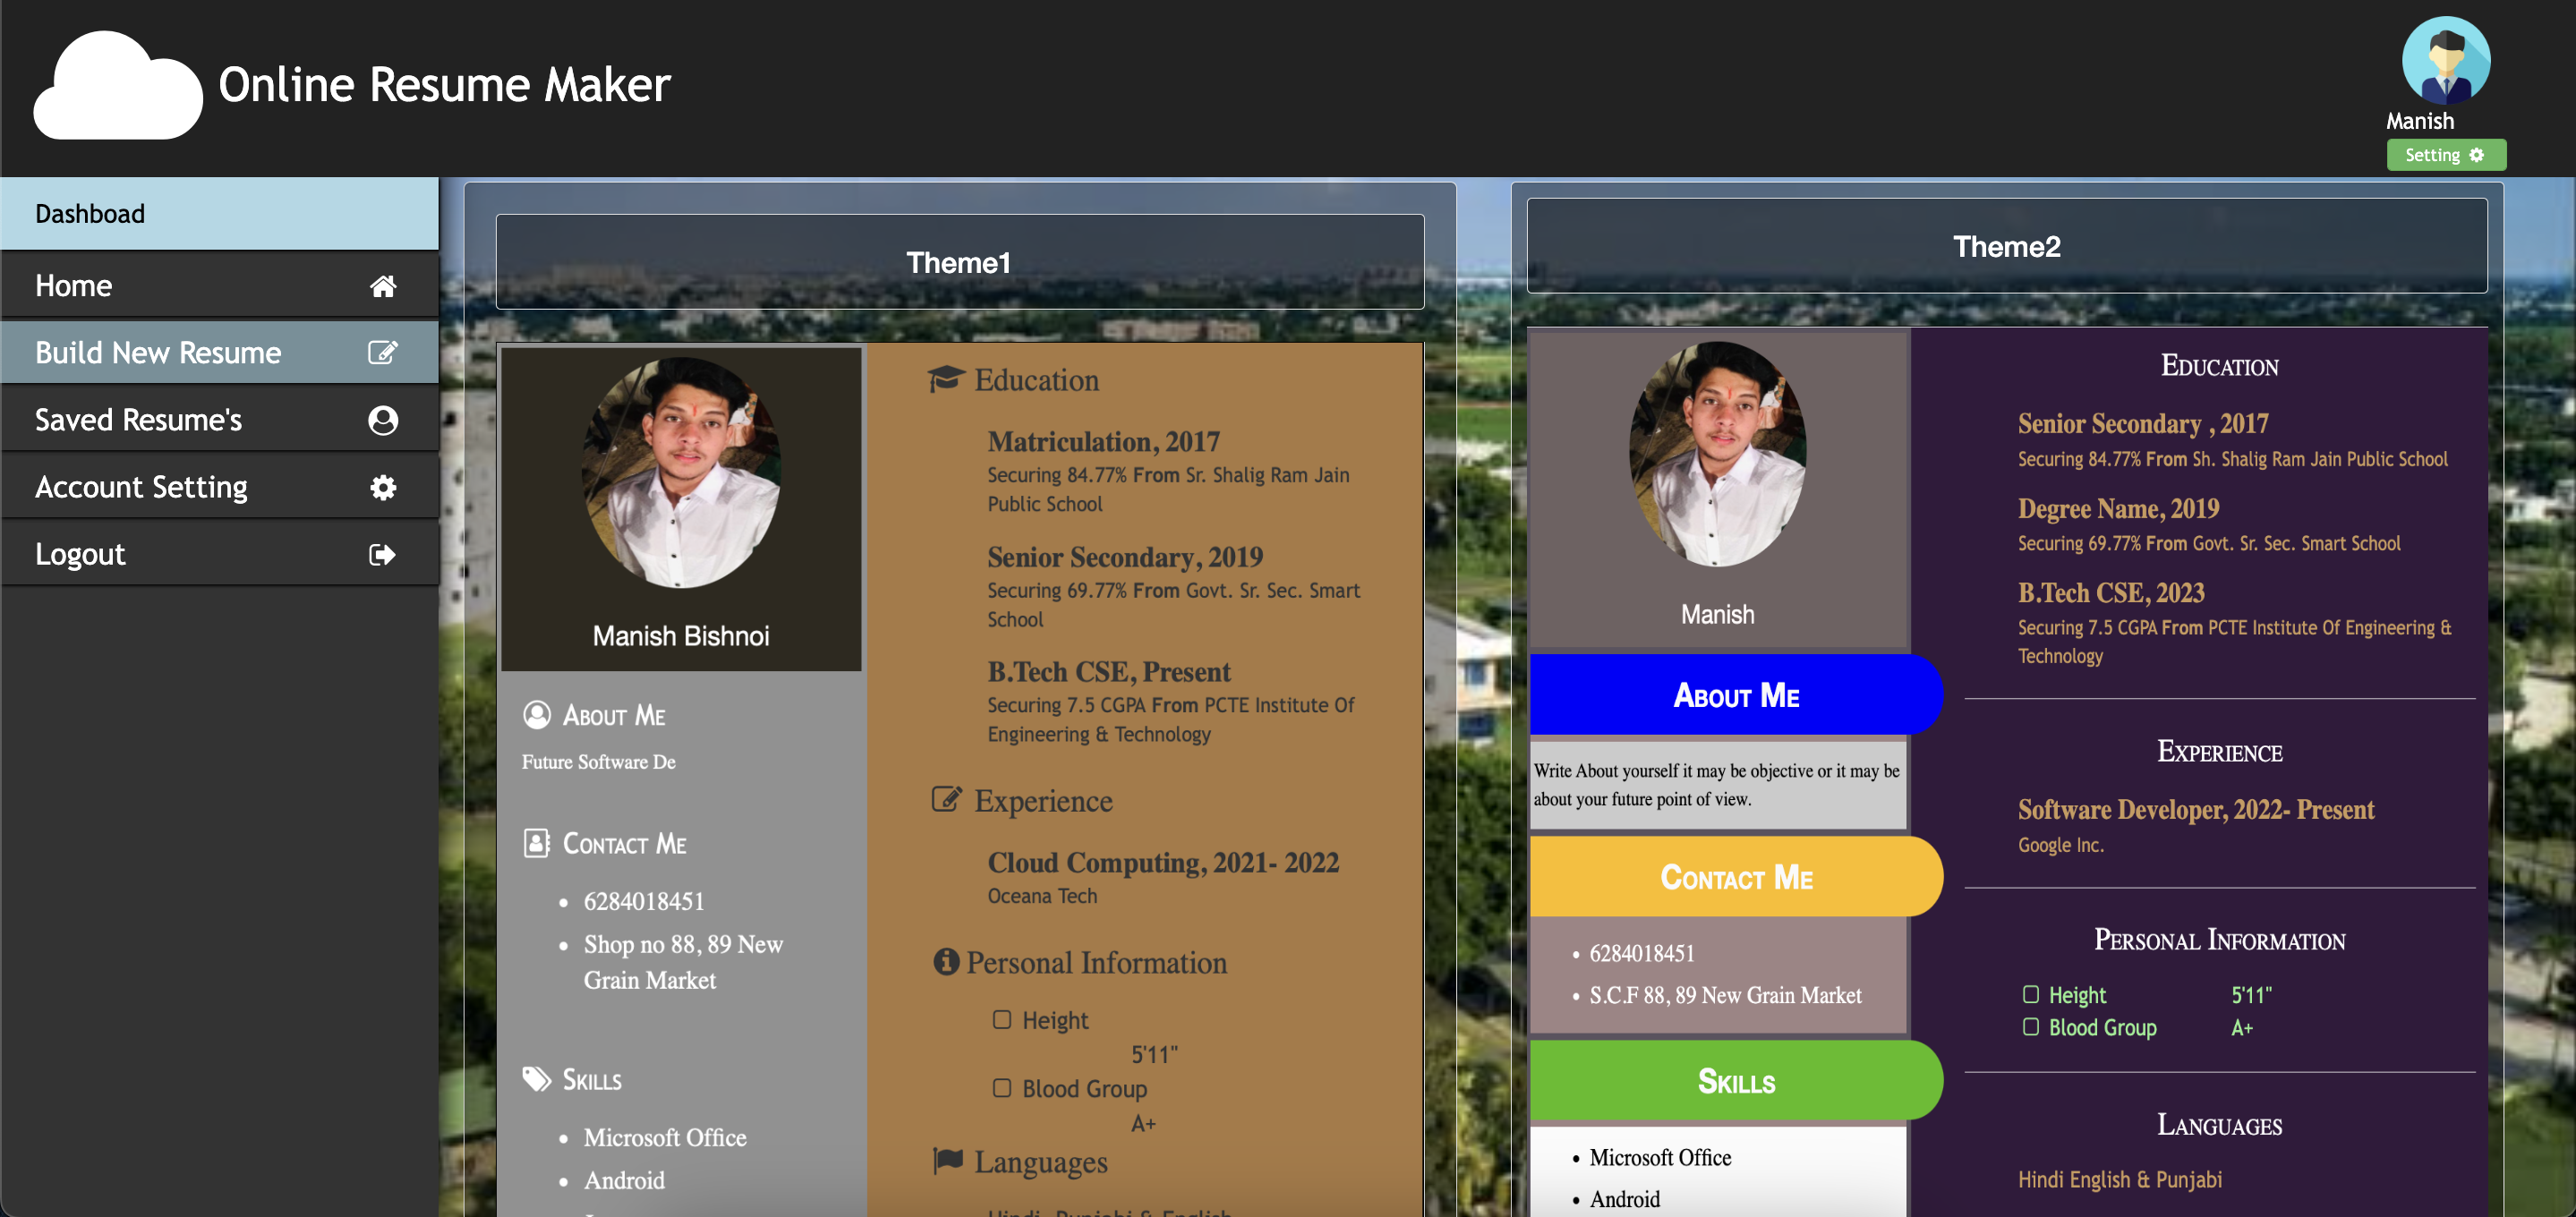 Online Resume Maker
Manish
Setting
Dashboad
Home
Build New Resume
Saved Resume's
Account Setting
Logout
Theme1
Manish Bishnoi
About Me
Future Software De
Contact Me
• 6284018451
• Shop no 88, 89 New
Grain Market
Skills
• Microsoft Office
• Android
Education
Matriculation, 2017
Securing 84.77% From Sr. Shalig Ram Jain
Public School
Senior Secondary, 2019
Securing 69.77% From Govt. Sr. Sec. Smart
School
B.Tech CSE, Present
Securing 7.5 CGPA From PCTE Institute Of
Engineering & Technology
Experience
Cloud Computing, 2021- 2022
Oceana Tech
Personal Information
Height
5'11"
Blood Group
A+
Languages
Hindi, Punjabi & English
Theme2
Manish
About Me
Write About yourself it may be objective or it may be
about your future point of view.
Contact Me
• 6284018451
• S.C.F 88, 89 New Grain Market
Skills
• Microsoft Office
• Android
Education
Senior Secondary , 2017
Securing 84.77% From Sh. Shalig Ram Jain Public School
Degree Name, 2019
Securing 69.77% From Govt. Sr. Sec. Smart School
B.Tech CSE, 2023
Securing 7.5 CGPA From PCTE Institute Of Engineering &
Technology
Experience
Software Developer, 2022- Present
Google Inc.
Personal Information
Height 5'11"
Blood Group A+
Languages
Hindi English & Punjabi